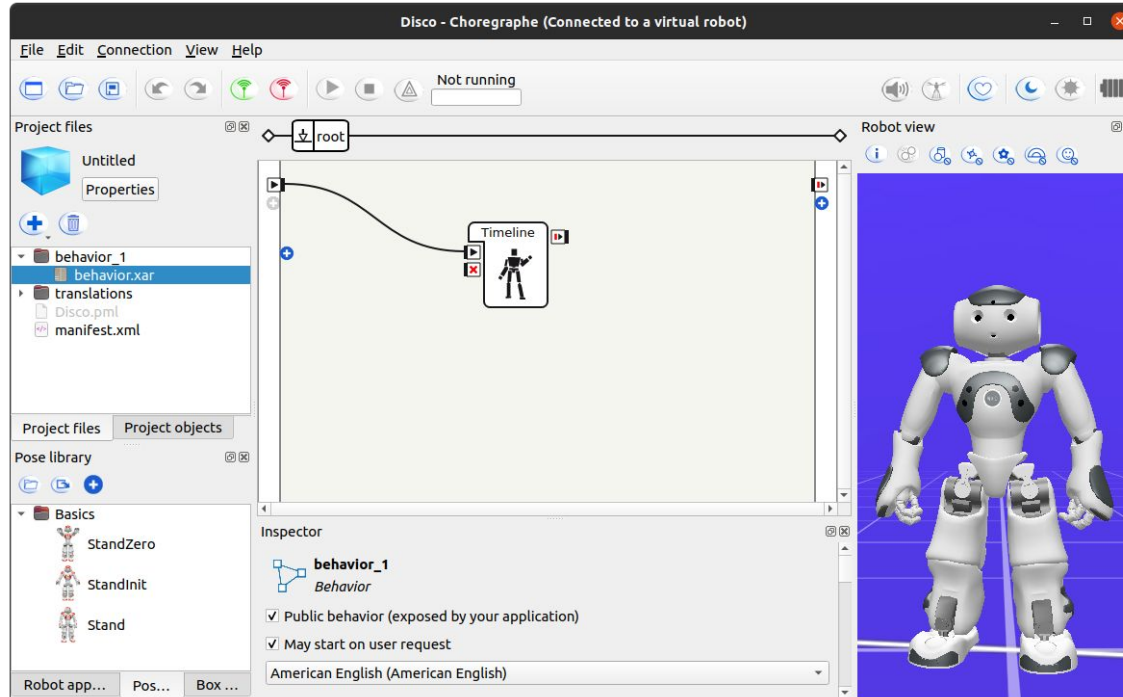 Disco - Choregraphe (Connected to a virtual robot)
File Edit Connection View Help
Not running
Project files
Untitled
Properties
behavior_1
behavior.xar
translations
Disco.pml
manifest.xml
Project files Project objects
Pose library
Basics
StandZero
StandInit
Stand
Robot app... Pos... Box ...
root
Timeline
Inspector
behavior_1
Behavior
Public behavior (exposed by your application)
May start on user request
American English (American English)
Robot view